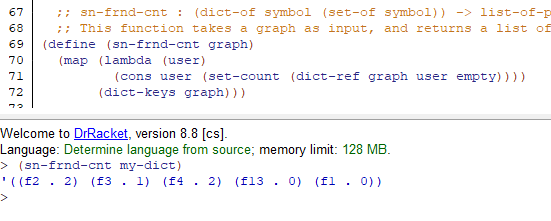 67 ;; sn-frnd-cnt : (dict-of symbol (set-of symbol)) -> list-of-p
68 ;; This function takes a graph as input, and returns a list of
69 (define (sn-frnd-cnt graph)
70 (map (lambda (user)
71 (cons user (set-count (dict-ref graph user empty))))
72 (dict-keys graph)))
73
Welcome to DrRacket, version 8.8 [cs].
Language: Determine language from source; memory limit: 128 MB.
> (sn-frnd-cnt my-dict)
'((f2 . 2) (f3 . 1) (f4 . 2) (f13 . 0) (f1 . 0))
>